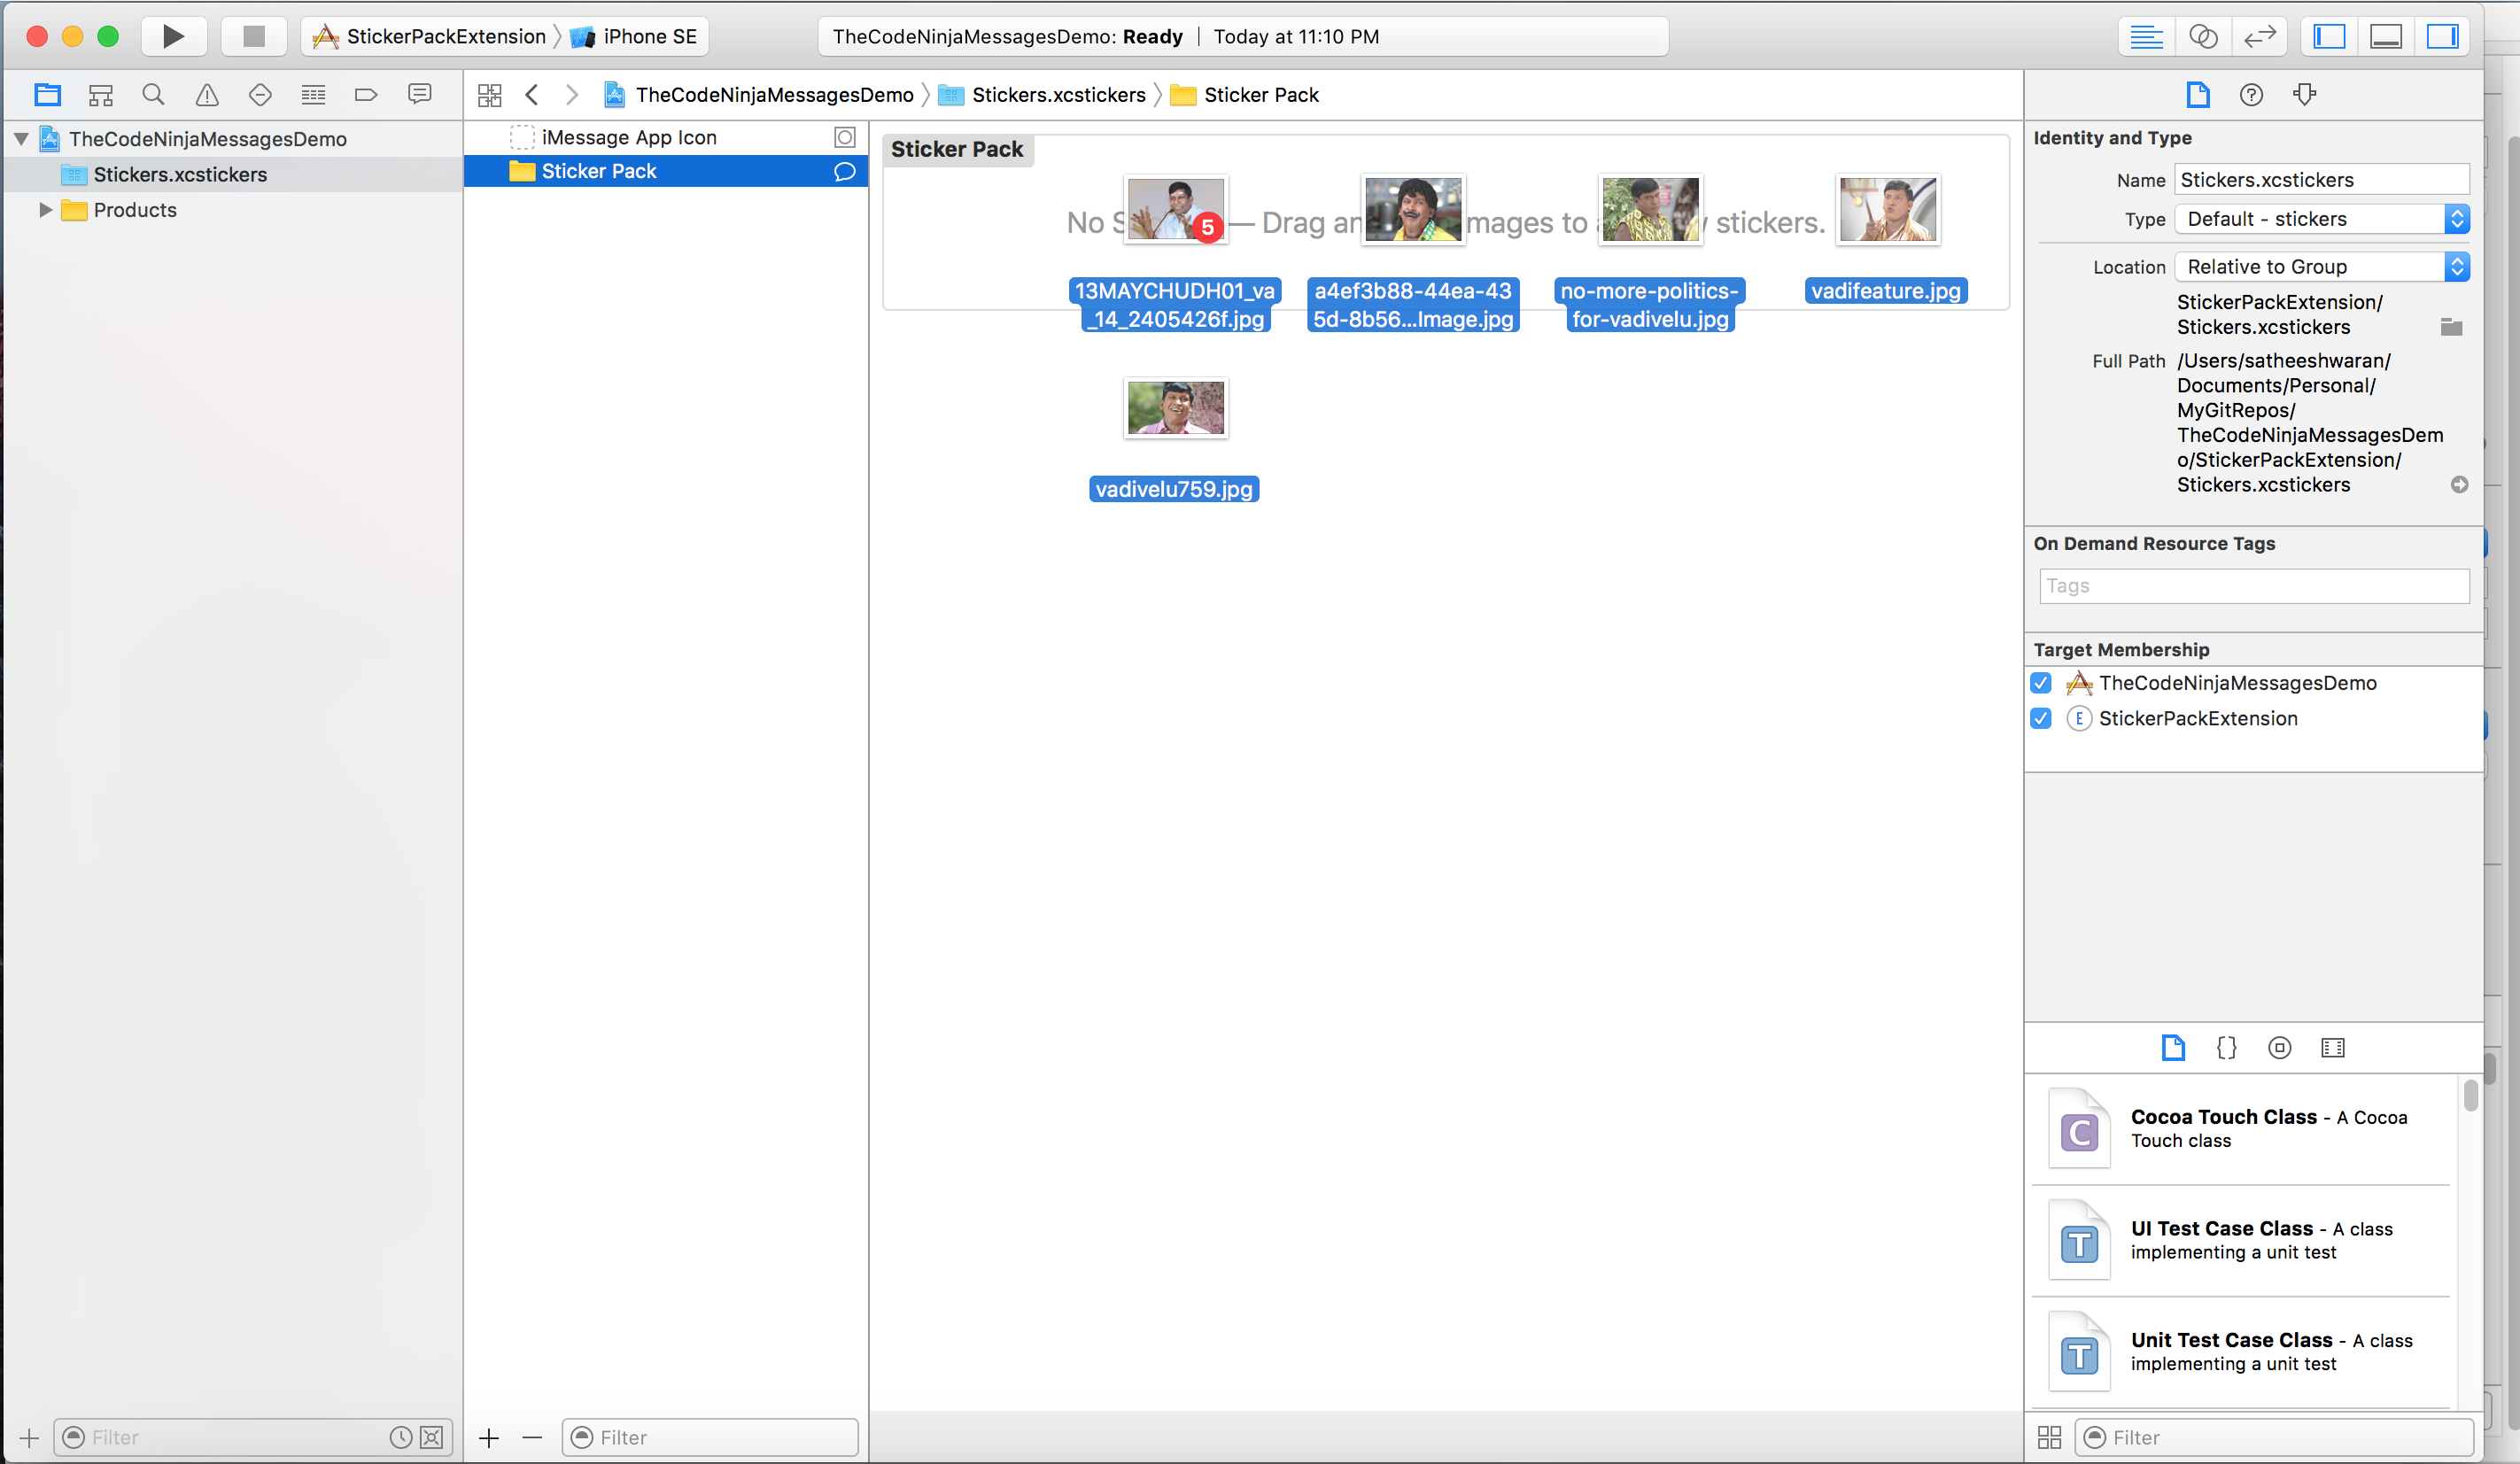 StickerPackExtension iPhone SE
TheCodeNinjaMessagesDemo: Ready | Today at 11:10 PM
TheCodeNinjaMessagesDemo
Stickers.xcstickers
Products
Filter
TheCodeNinjaMessagesDemo Stickers.xcstickers Sticker Pack
iMessage App Icon
Sticker Pack
Filter
Sticker Pack
No S — Drag an mages to stickers.
5
13MAYCHUDH01_va
_14_2405426f.jpg
a4ef3b88-44ea-43
5d-8b56...Image.jpg
no-more-politics-
for-vadivelu.jpg
vadifeature.jpg
vadivelu759.jpg
Identity and Type
Name Stickers.xcstickers
Type Default - stickers
Location Relative to Group
StickerPackExtension/
Stickers.xcstickers
Full Path /Users/satheeshwaran/
Documents/Personal/
MyGitRepos/
TheCodeNinjaMessagesDem
o/StickerPackExtension/
Stickers.xcstickers
On Demand Resource Tags
Tags
Target Membership
TheCodeNinjaMessagesDemo
E StickerPackExtension
C
Cocoa Touch Class - A Cocoa
Touch class
T
UI Test Case Class - A class
implementing a unit test
T
Unit Test Case Class - A class
implementing a unit test
Filter